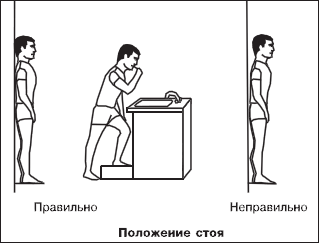 Правильно
Неправильно
Положение стоя